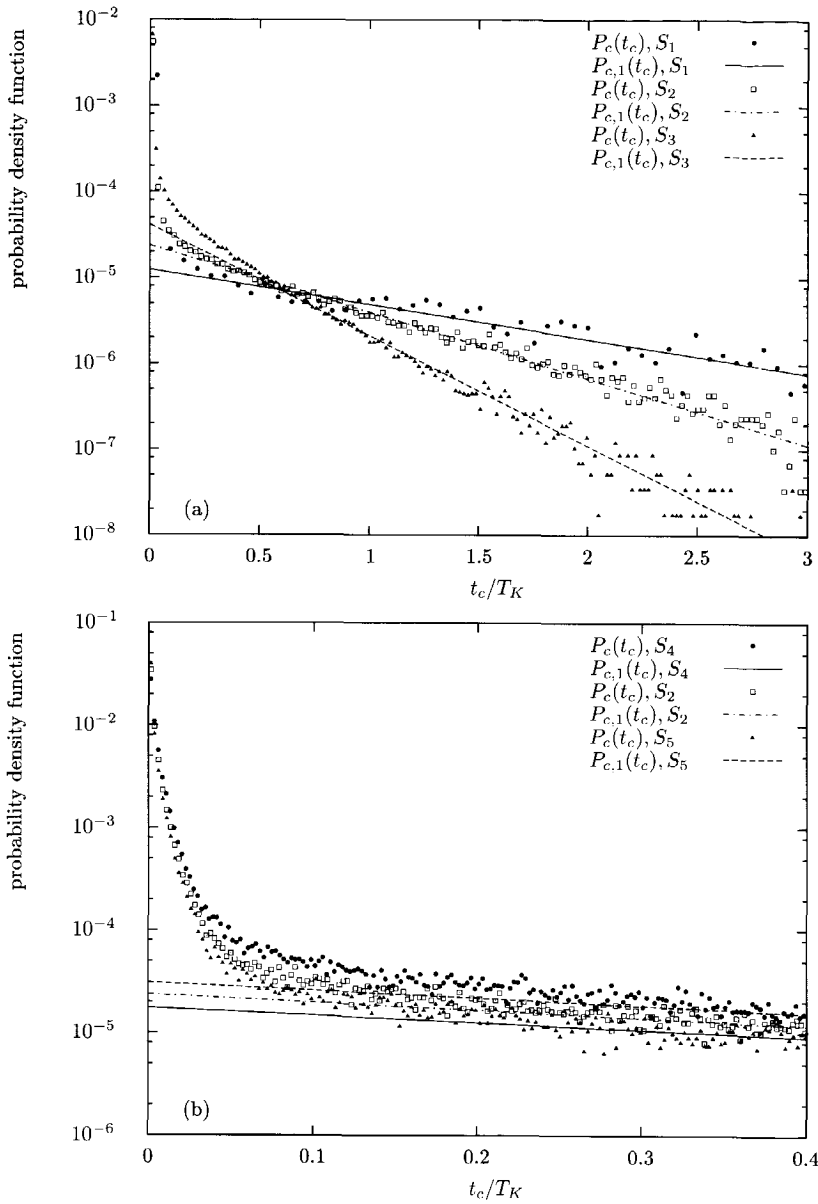 probability density function
10⁻²
10⁻³
10⁻⁴
10⁻⁵
10⁻⁶
10⁻⁷
10⁻⁸
P_c(t_c), S_1
P_{c,1}(t_c), S_1
P_c(t_c), S_2
P_{c,1}(t_c), S_2
P_c(t_c), S_3
P_{c,1}(t_c), S_3
(a)
0 0.5 1 1.5 2 2.5 3
t_c/T_K
probability density function
10⁻¹
10⁻²
10⁻³
10⁻⁴
10⁻⁵
10⁻⁶
P_c(t_c), S_4
P_{c,1}(t_c), S_4
P_c(t_c), S_2
P_{c,1}(t_c), S_2
P_c(t_c), S_5
P_{c,1}(t_c), S_5
(b)
0 0.1 0.2 0.3 0.4
t_c/T_K